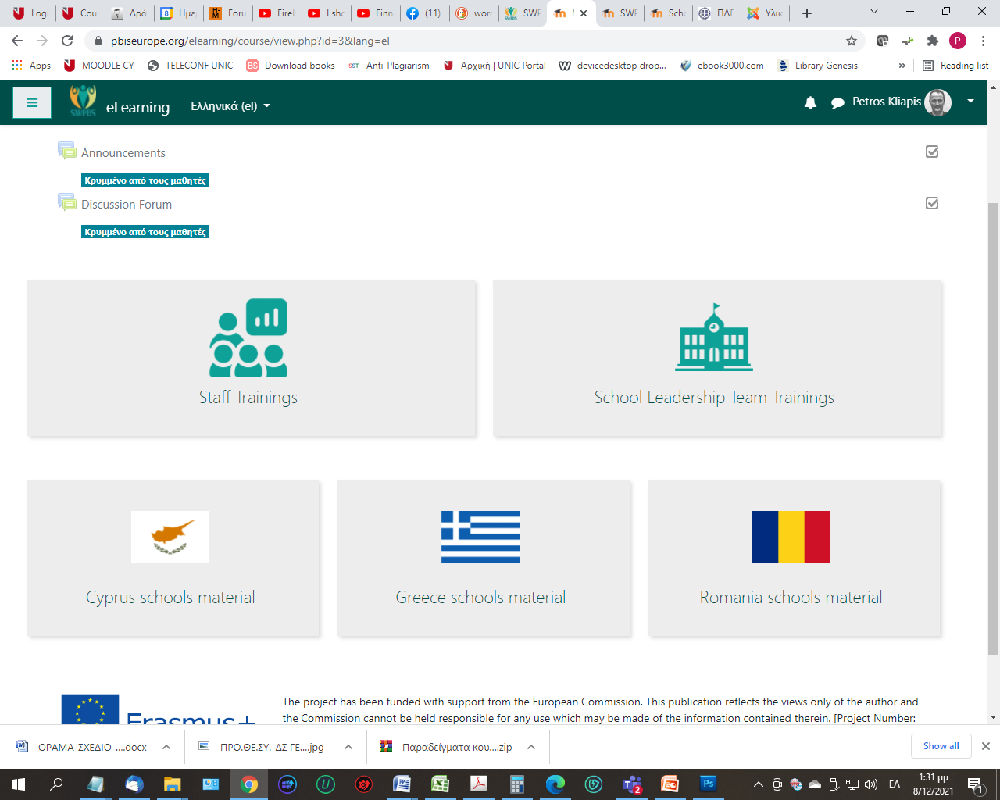 Logi
Cou
Δρά
Ημε
Foru
Fireb
I sho
Finn
(11)
word
SWP
SWP
Scho
ΠΔΕ
Υλικ
pbiseurope.org/elearning/course/view.php?id=3&lang=el
P
Apps
MOODLE CY
TELECONF UNIC
BS Download books
SST Anti-Plagiarism
Αρχική | UNIC Portal
devicedesktop drop...
ebook3000.com
Library Genesis
»
Reading list
SWPBS
eLearning
Ελληνικά (el)
Petros Kliapis
Announcements
Κρυμμένο από τους μαθητές
Discussion Forum
Κρυμμένο από τους μαθητές
Staff Trainings
School Leadership Team Trainings
Cyprus schools material
Greece schools material
Romania schools material
Erasmus+
The project has been funded with support from the European Commission. This publication reflects the views only of the author and
the Commission cannot be held responsible for any use which may be made of the information contained therein. [Project Number:
ΟΡΑΜΑ_ΣΧΕΔΙΟ_....docx
ΠΡΟ.ΘΕ.ΣΥ._ΔΣ ΓΕ....jpg
Παραδείγματα κου....zip
Show all
ΕΛ
1:31 μμ
8/12/2021